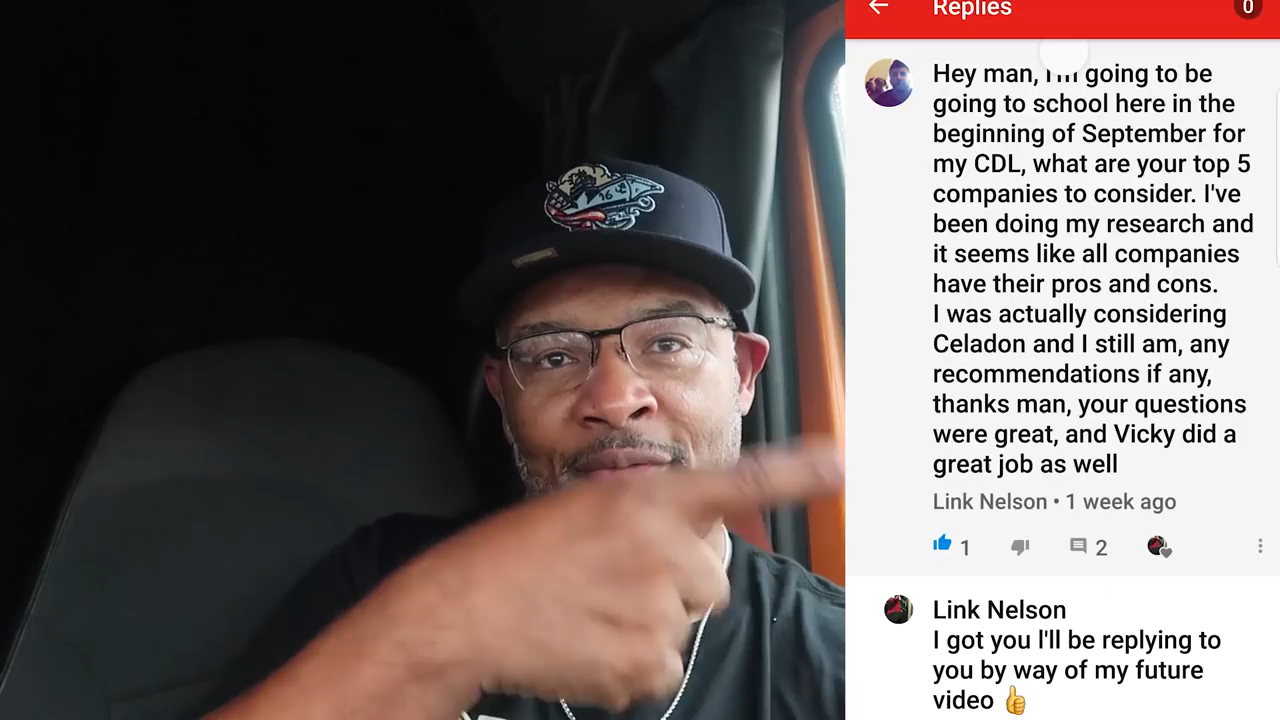 Replies
0
Hey man, I'm going to be
going to school here in the
beginning of September for
my CDL, what are your top 5
companies to consider. I've
been doing my research and
it seems like all companies
have their pros and cons.
I was actually considering
Celadon and I still am, any
recommendations if any,
thanks man, your questions
were great, and Vicky did a
great job as well
Link Nelson • 1 week ago
1
2
Link Nelson
I got you I'll be replying to
you by way of my future
video 👍
16